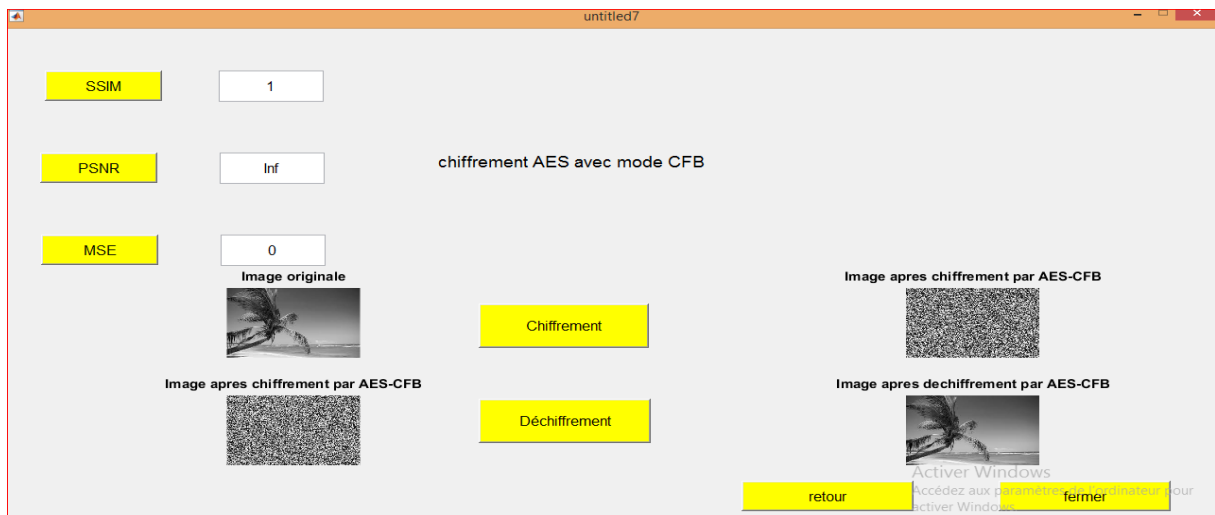 untitled7
SSIM
1
PSNR
Inf
chiffrement AES avec mode CFB
MSE
0
Image originale
Image apres chiffrement par AES-CFB
Chiffrement
Image apres chiffrement par AES-CFB
Image apres dechiffrement par AES-CFB
Déchiffrement
Activer Windows
Accédez aux paramètres de l'ordinateur pour
activer Windows.
retour
fermer